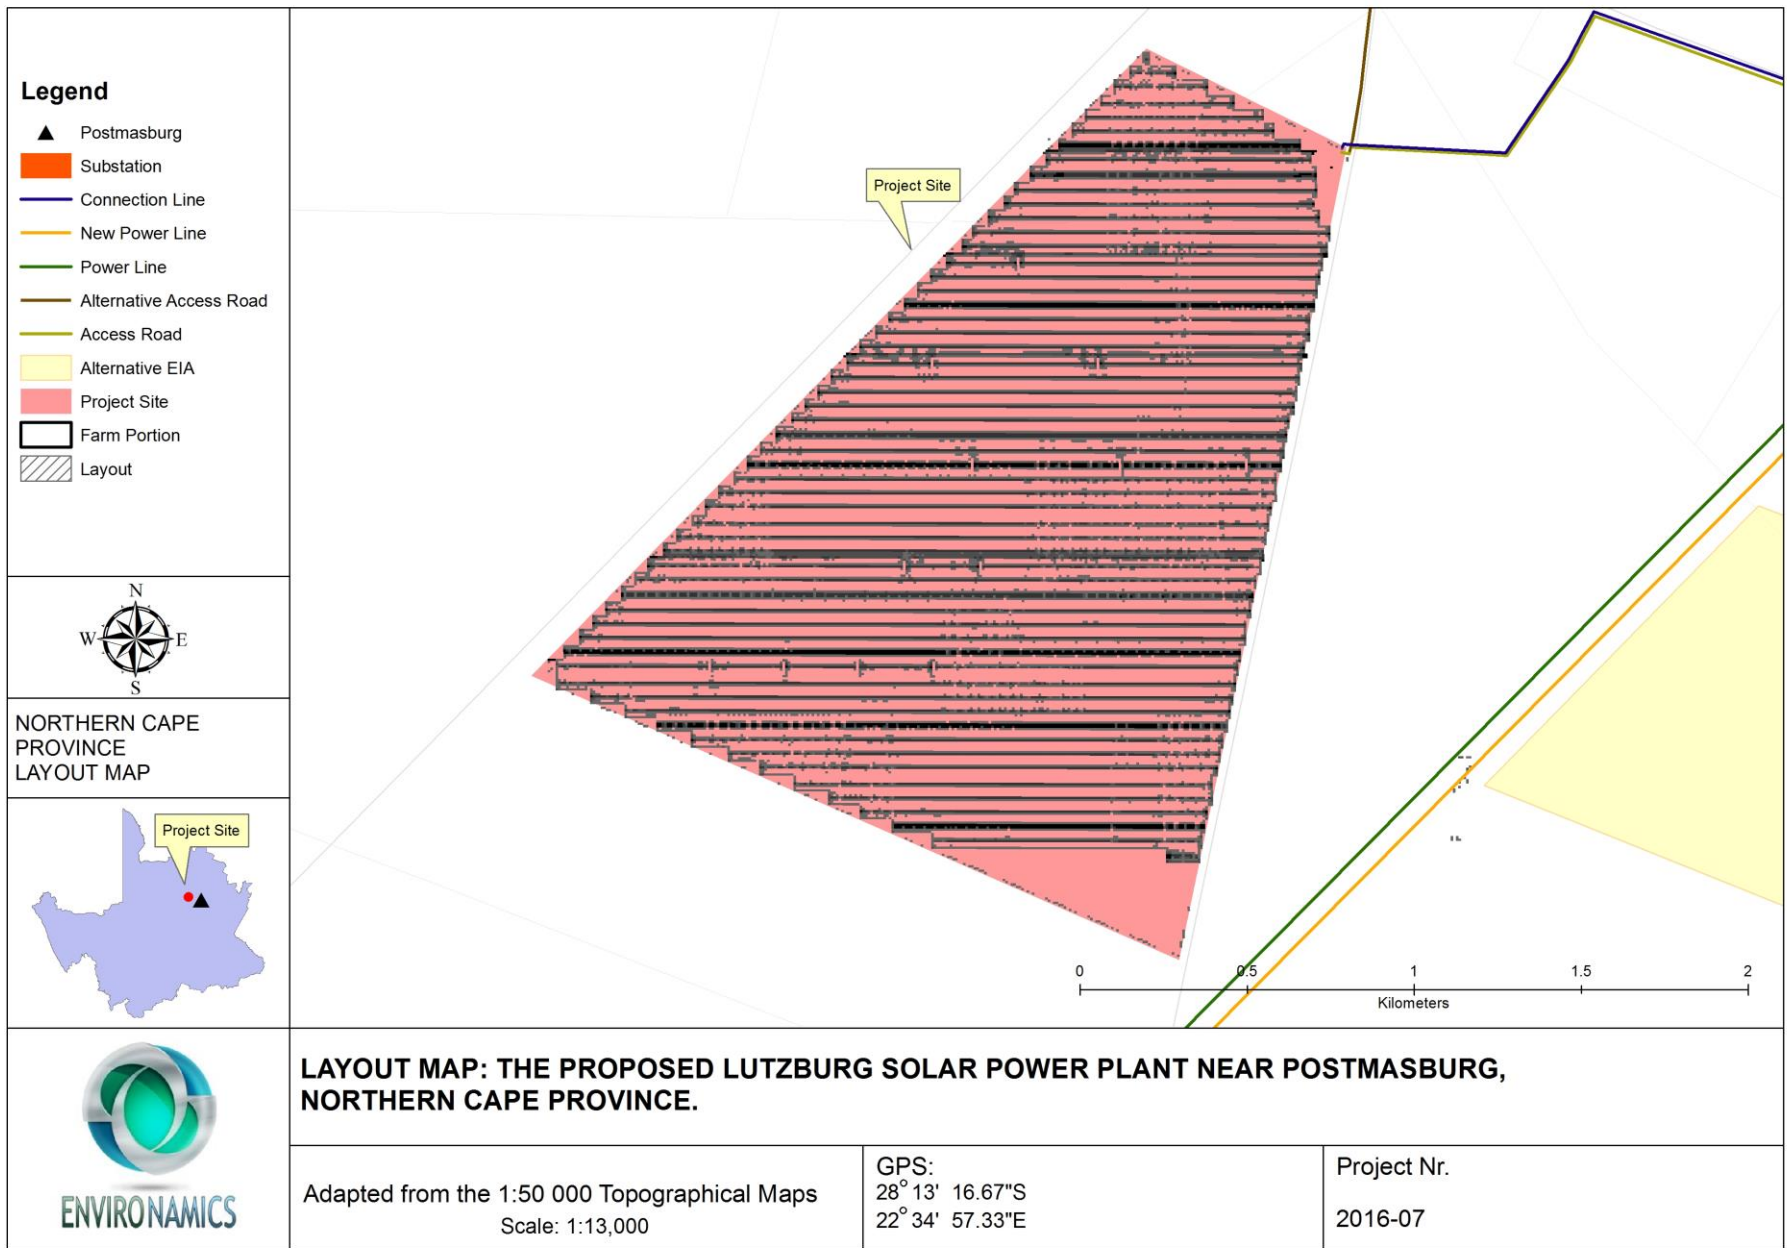 Legend
Postmasburg
Substation
Connection Line
New Power Line
Power Line
Alternative Access Road
Access Road
Alternative EIA
Project Site
Farm Portion
Layout
N
W E
S
NORTHERN CAPE
PROVINCE
LAYOUT MAP
Project Site
ENVIRONAMICS
Project Site
0 0.5 1 1.5 2
Kilometers
LAYOUT MAP: THE PROPOSED LUTZBURG SOLAR POWER PLANT NEAR POSTMASBURG,
NORTHERN CAPE PROVINCE.
Adapted from the 1:50 000 Topographical Maps
Scale: 1:13,000
GPS:
28° 13' 16.67"S
22° 34' 57.33"E
Project Nr.
2016-07